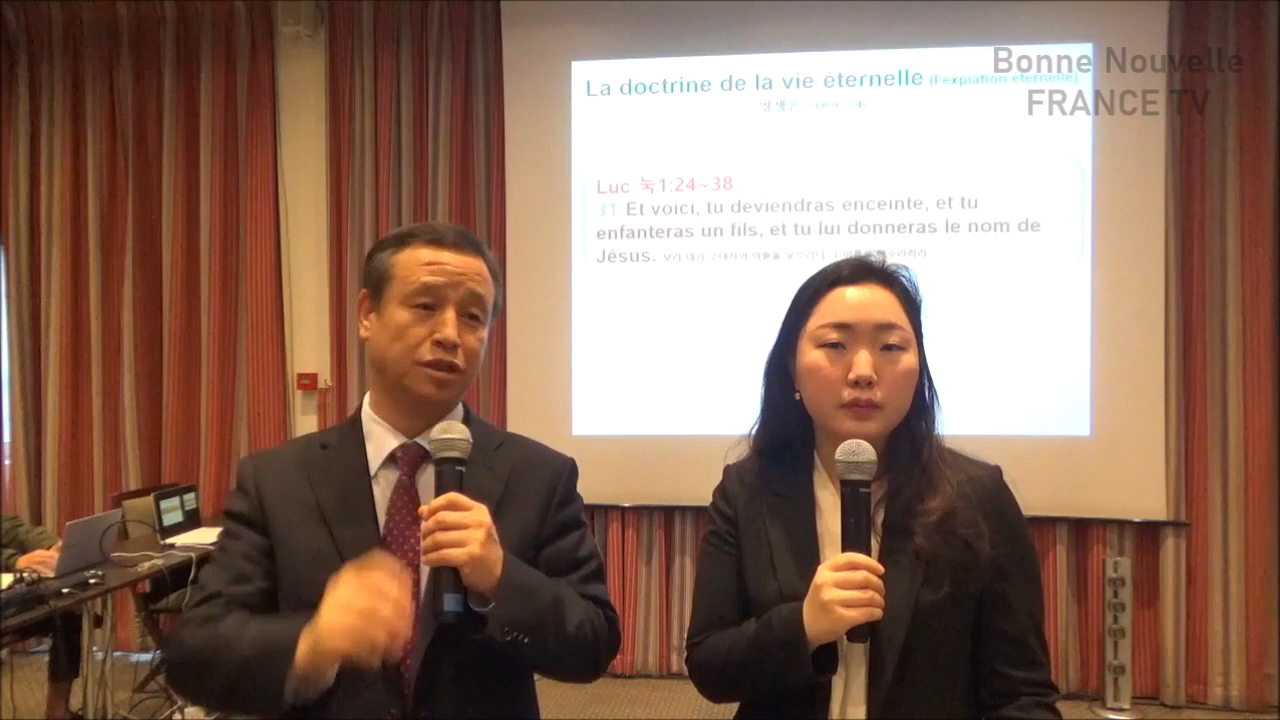 Bonne Nouvelle
FRANCE TV
La doctrine de la vie éternelle (l'expiation éternelle)
Luc 눅1:24~38
31 Et voici, tu deviendras enceinte, et tu
enfanteras un fils, et tu lui donneras le nom de
Jésus.